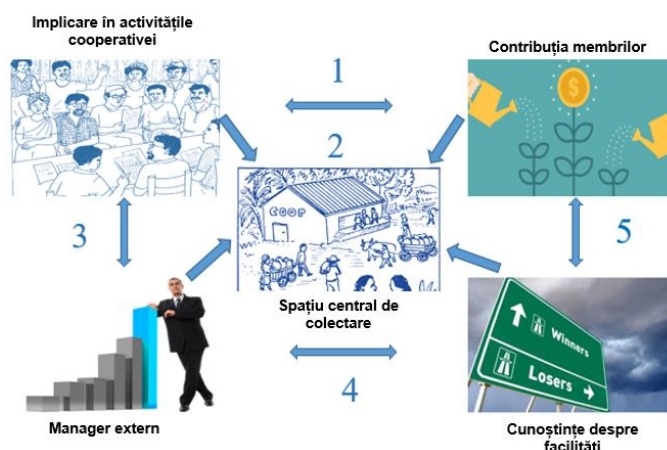 Implicare în activitățile
cooperativei
Contribuția membrilor
1
2
$
COOP
3
5
Spațiu central de
colectare
Winners
Losers
4
Manager extern
Cunoștințe despre
facilităti